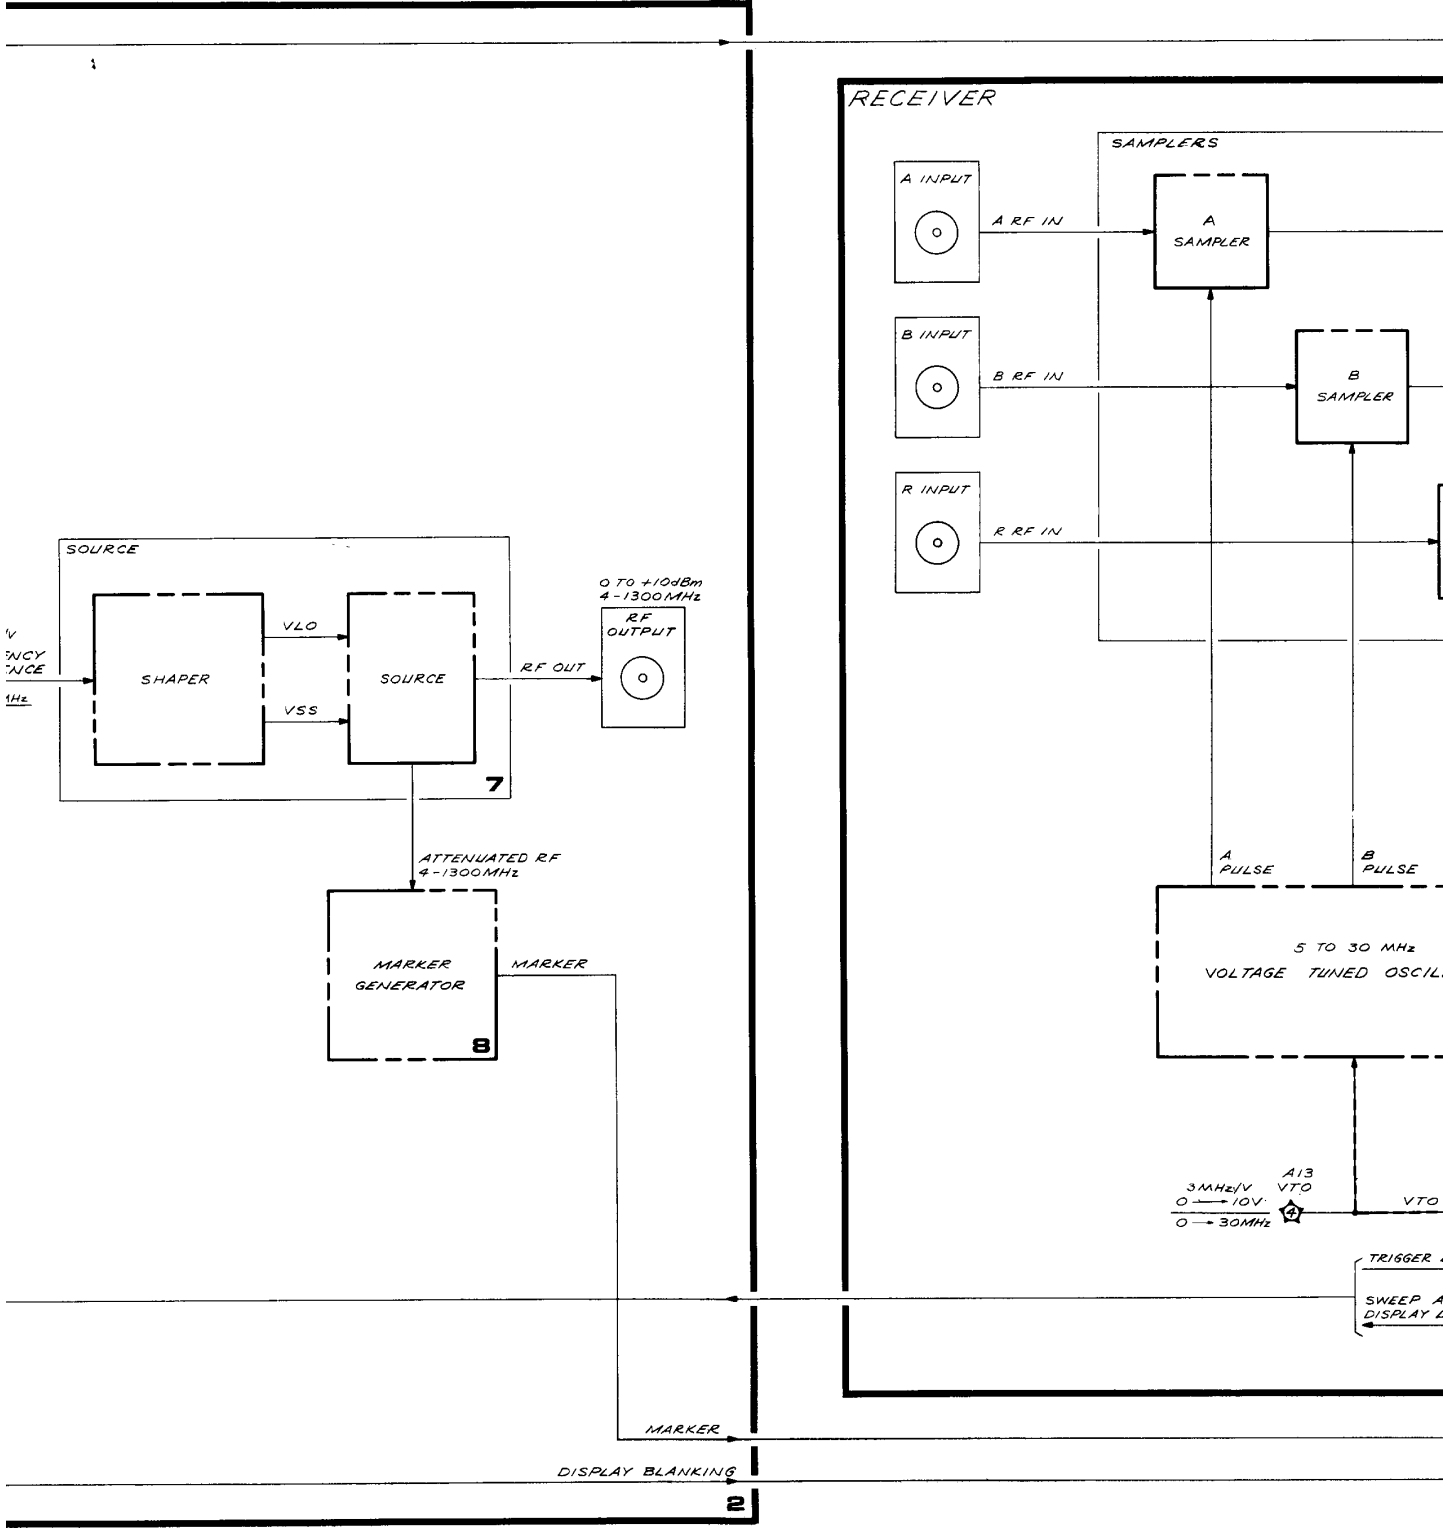 RECEIVER
SAMPLERS
A INPUT
A RF IN
A
SAMPLER
B INPUT
B RF IN
B
SAMPLER
R INPUT
R RF IN
SOURCE
SHAPER
VLO
VSS
SOURCE
7
RF OUT
0 TO +10dBm
4-1300MHz
RF
OUTPUT
ATTENUATED RF
4-1300MHz
MARKER
GENERATOR
8
MARKER
A
PULSE
B
PULSE
5 TO 30 MHz
VOLTAGE TUNED
3MHz/V
0 → 10V
0 → 30MHz
A13
VTO
4
VTO
TRIGGER
SWEEP
DISPLAY
MARKER
DISPLAY BLANKING
2